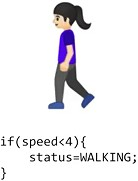 if(speed<4){
    status=WALKING;
}